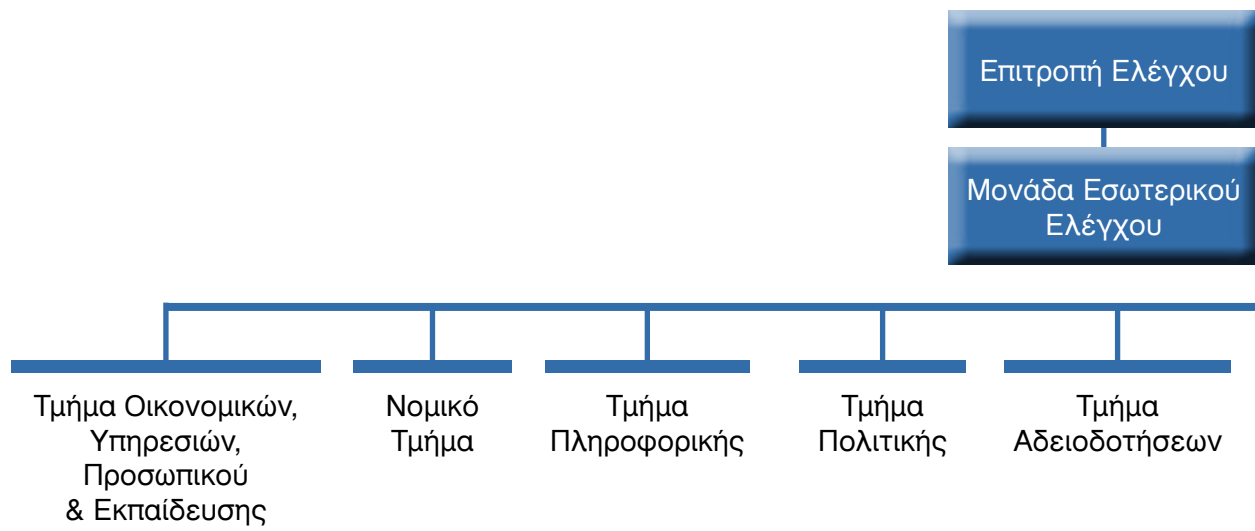 Επιτροπή Ελέγχου
Μονάδα Εσωτερικού
Ελέγχου
Τμήμα Οικονομικών,
Υπηρεσιών,
Προσωπικού
& Εκπαίδευσης
Νομικό
Τμήμα
Τμήμα
Πληροφορικής
Τμήμα
Πολιτικής
Τμήμα
Αδειοδοτήσεων